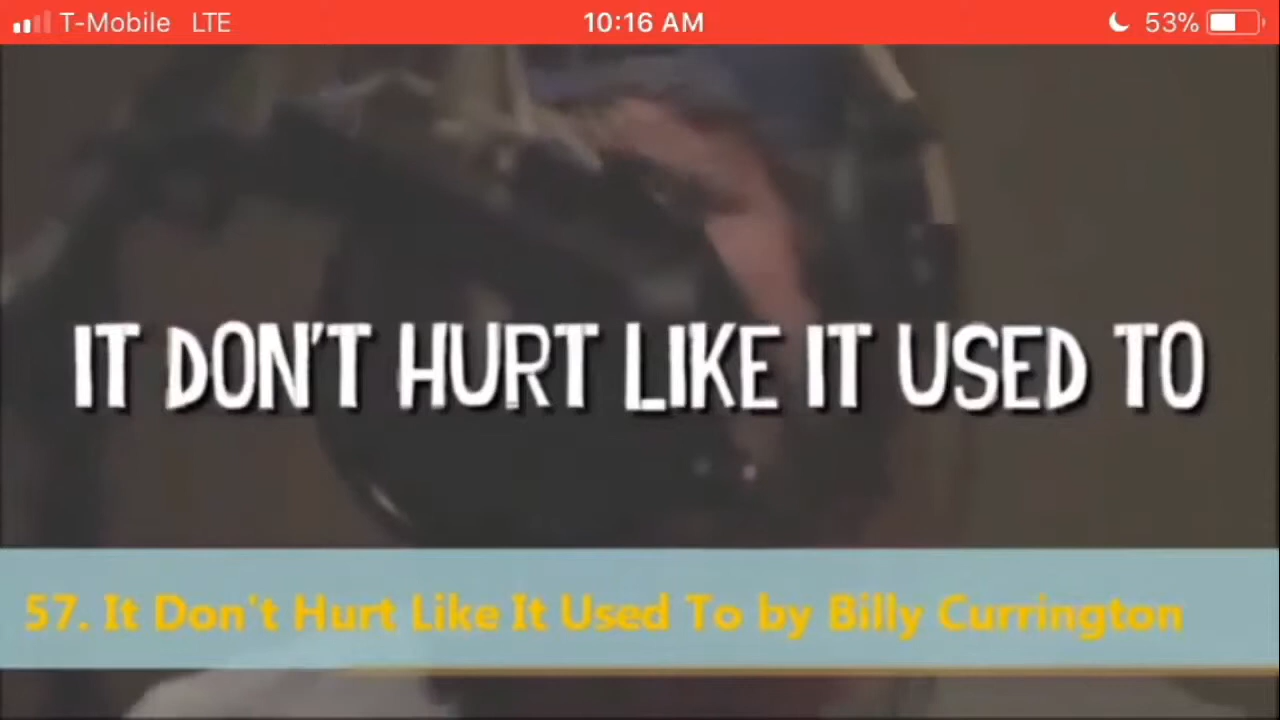 T-Mobile LTE 10:16 AM 53%
IT DON'T HURT LIKE IT USED TO
57. It Don't Hurt Like It Used To by Billy Currington